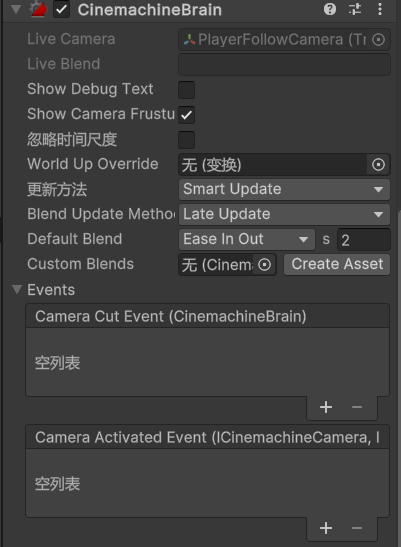 CinemachineBrain
Live Camera PlayerFollowCamera (Tr
Live Blend
Show Debug Text
Show Camera Frustu
忽略时间尺度
World Up Override 无 (变换)
更新方法 Smart Update
Blend Update Metho Late Update
Default Blend Ease In Out s 2
Custom Blends 无 (Cinem Create Asset
Events
Camera Cut Event (CinemachineBrain)
空列表
Camera Activated Event (ICinemachineCamera, I
空列表